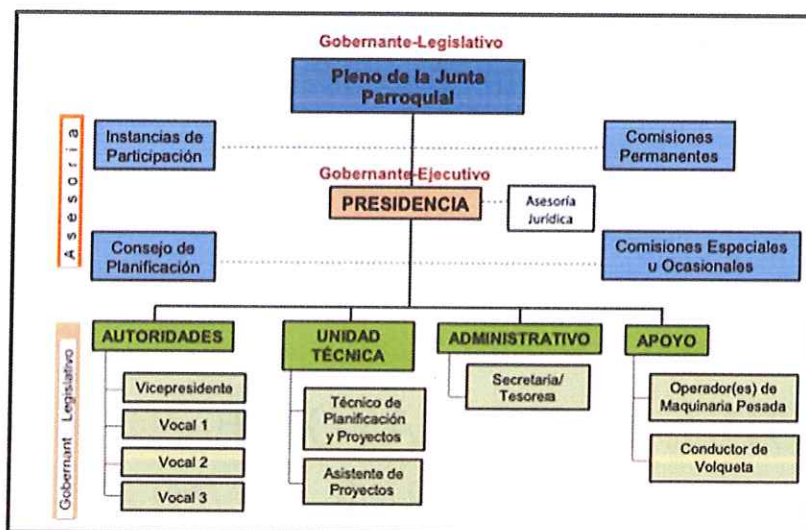 Gobernante-Legislativo
Pleno de la Junta
Parroquial
Asesoria
Instancias de
Participación
Comisiones
Permanentes
Gobernante-Ejecutivo
PRESIDENCIA
Asesoría
Jurídica
Consejo de
Planificación
Comisiones Especiales
u Ocasionales
Gobernant Legislativo
AUTORIDADES
Vicepresidente
Vocal 1
Vocal 2
Vocal 3
UNIDAD
TÉCNICA
Técnico de
Planificación
y Proyectos
Asistente de
Proyectos
ADMINISTRATIVO
Secretaria/
Tesorera
APOYO
Operador(es) de
Maquinaria Pesada
Conductor de
Volqueta